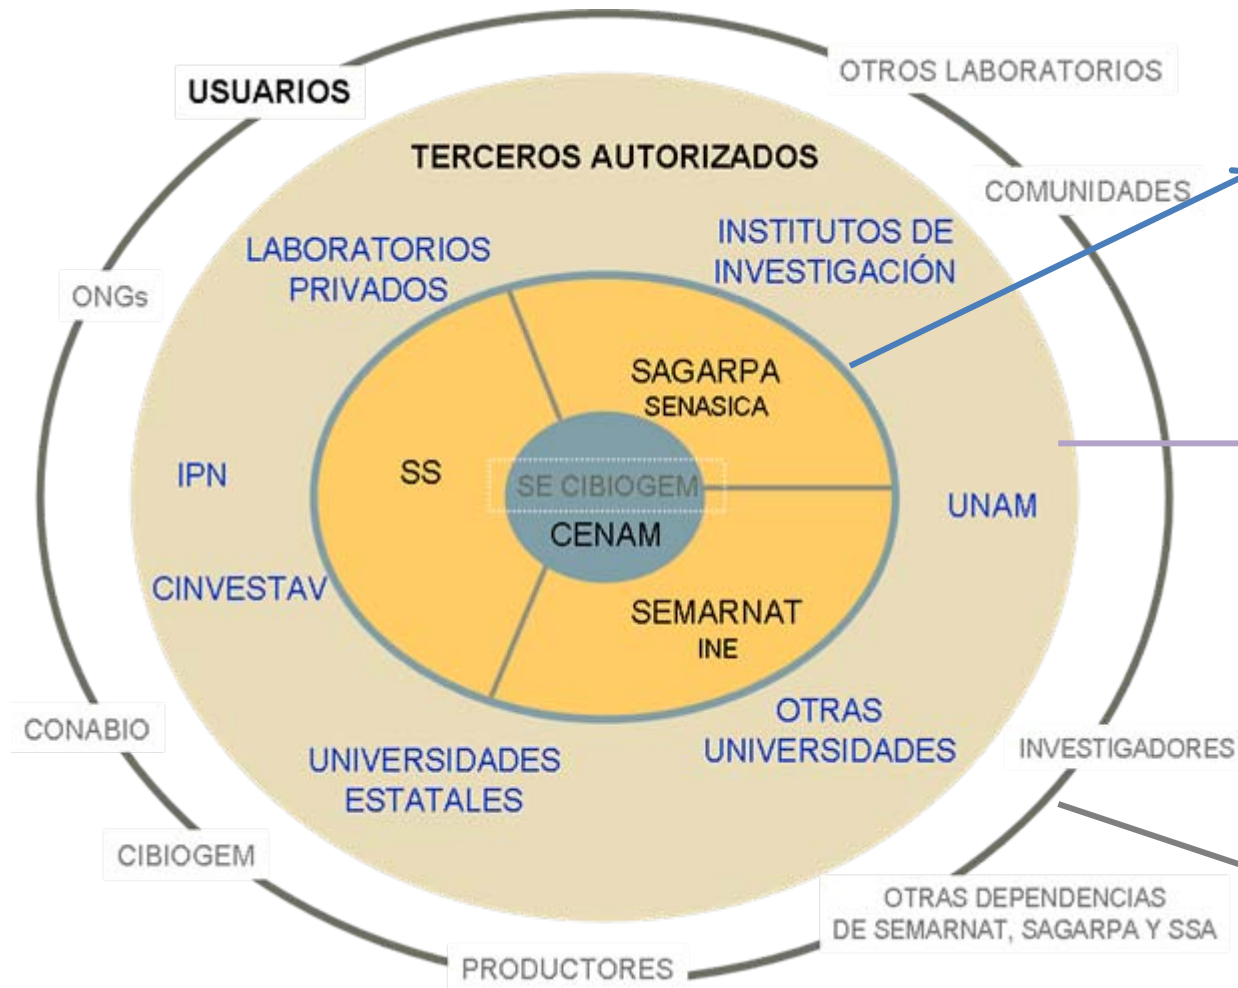 OTROS LABORATORIOS
USUARIOS
TERCEROS AUTORIZADOS
COMUNIDADES
LABORATORIOS
PRIVADOS
INSTITUTOS DE
INVESTIGACIÓN
ONGs
SAGARPA
SENASICA
IPN
SS
SE CIBIOGEM
CENAM
UNAM
CINVESTAV
SEMARNAT
INE
CONABIO
OTRAS
UNIVERSIDADES
INVESTIGADORES
UNIVERSIDADES
ESTATALES
CIBIOGEM
OTRAS DEPENDENCIAS
DE SEMARNAT, SAGARPA Y SSA
PRODUCTORES